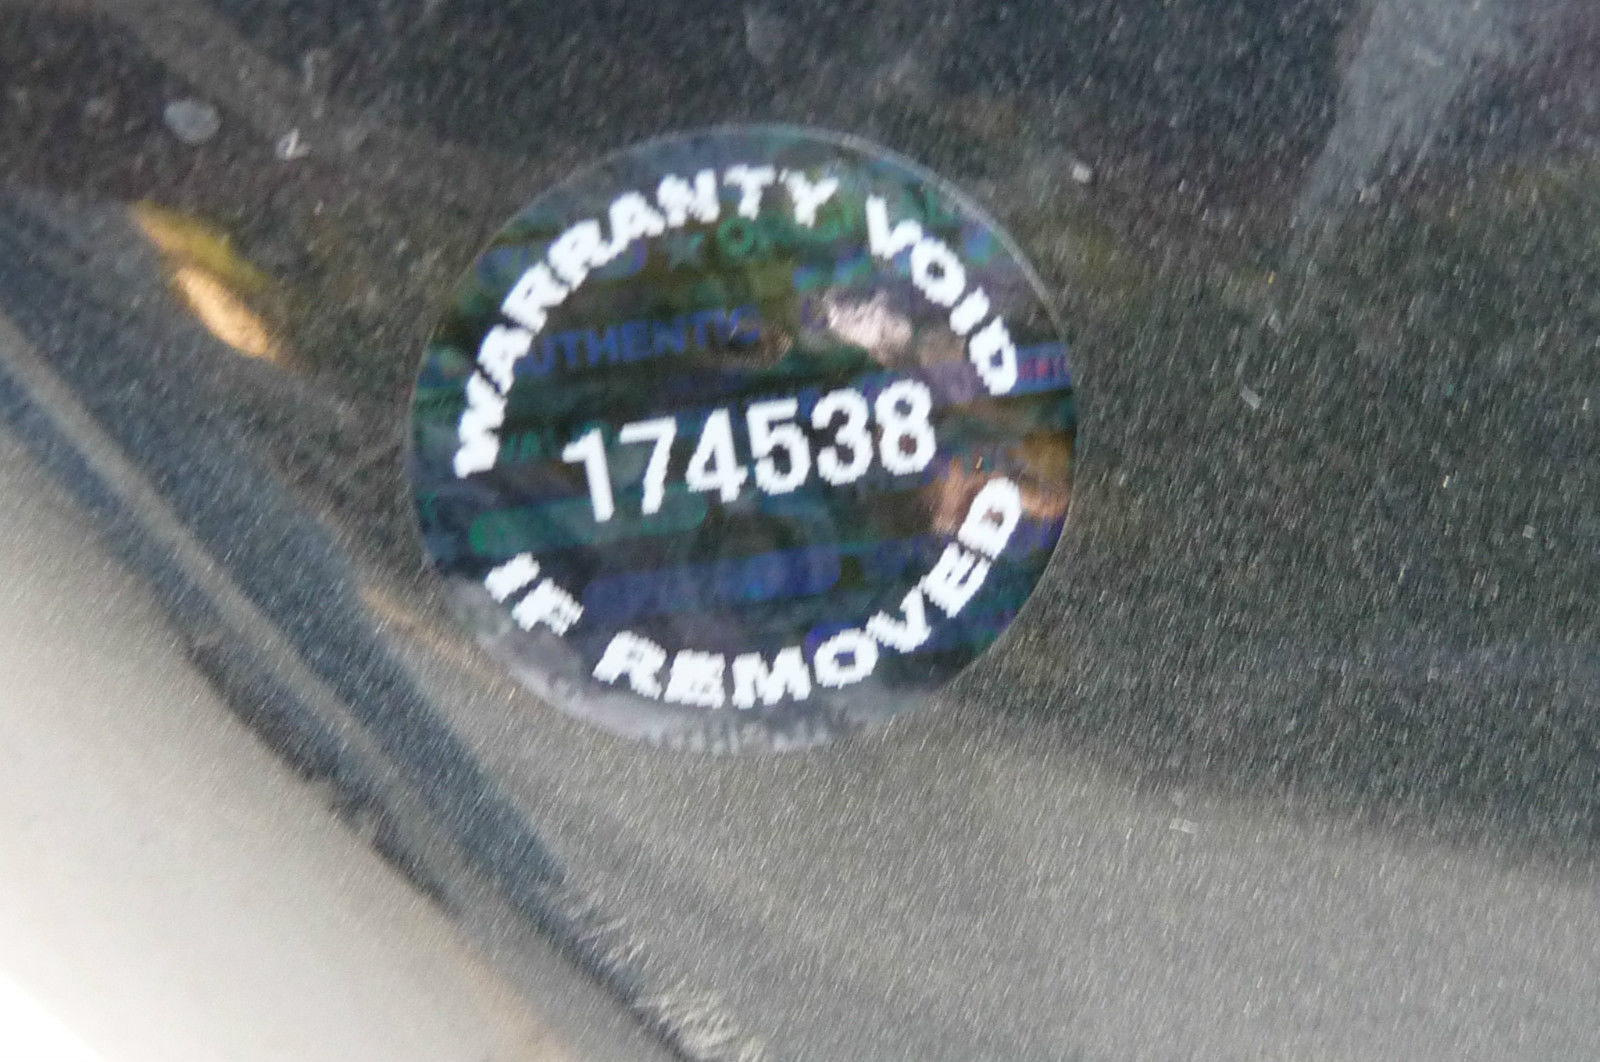 WARRANTY VOID
AUTHENTIC
174538
IF REMOVED